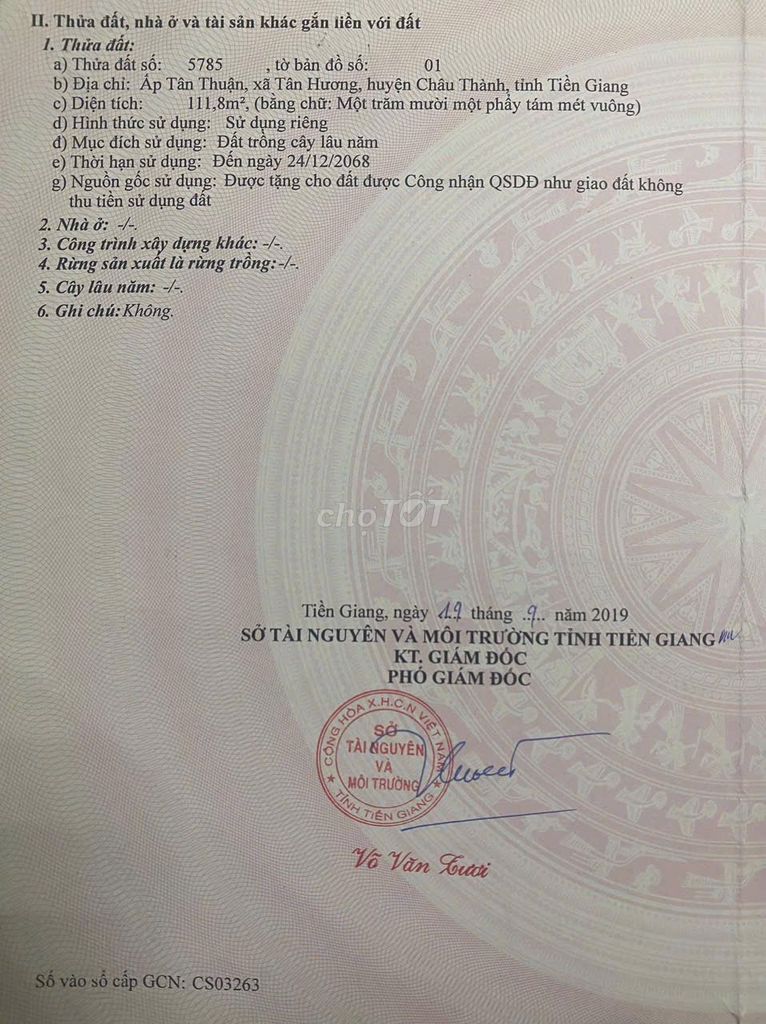 II. Thửa đất, nhà ở và tài sản khác gắn liền với đất
1. Thửa đất:
a) Thửa đất số: 5785 , tờ bản đồ số: 01
b) Địa chỉ: Ấp Tân Thuận, xã Tân Hương, huyện Châu Thành, tỉnh Tiền Giang
c) Diện tích: 111,8m², (bằng chữ: Một trăm mười một phẩy tám mét vuông)
d) Hình thức sử dụng: Sử dụng riêng
đ) Mục đích sử dụng: Đất trồng cây lâu năm
e) Thời hạn sử dụng: Đến ngày 24/12/2068
g) Nguồn gốc sử dụng: Được tặng cho đất được Công nhận QSDĐ như giao đất không
thu tiền sử dụng đất
2. Nhà ở: -/-.
3. Công trình xây dựng khác: -/-.
4. Rừng sản xuất là rừng trồng: -/-.
5. Cây lâu năm: -/-.
6. Ghi chú: Không.
chợTỐT
Tiền Giang, ngày 19 tháng .9.. năm 2019
SỞ TÀI NGUYÊN VÀ MÔI TRƯỜNG TỈNH TIỀN GIANG
KT. GIÁM ĐỐC
PHÓ GIÁM ĐỐC
CỘNG HÒA X.H.C.N VIỆT NAM
SỞ
TÀI NGUYÊN
VÀ
MÔI TRƯỜNG
TỈNH TIỀN GIANG
Võ Văn Tươi
Số vào sổ cấp GCN: CS03263